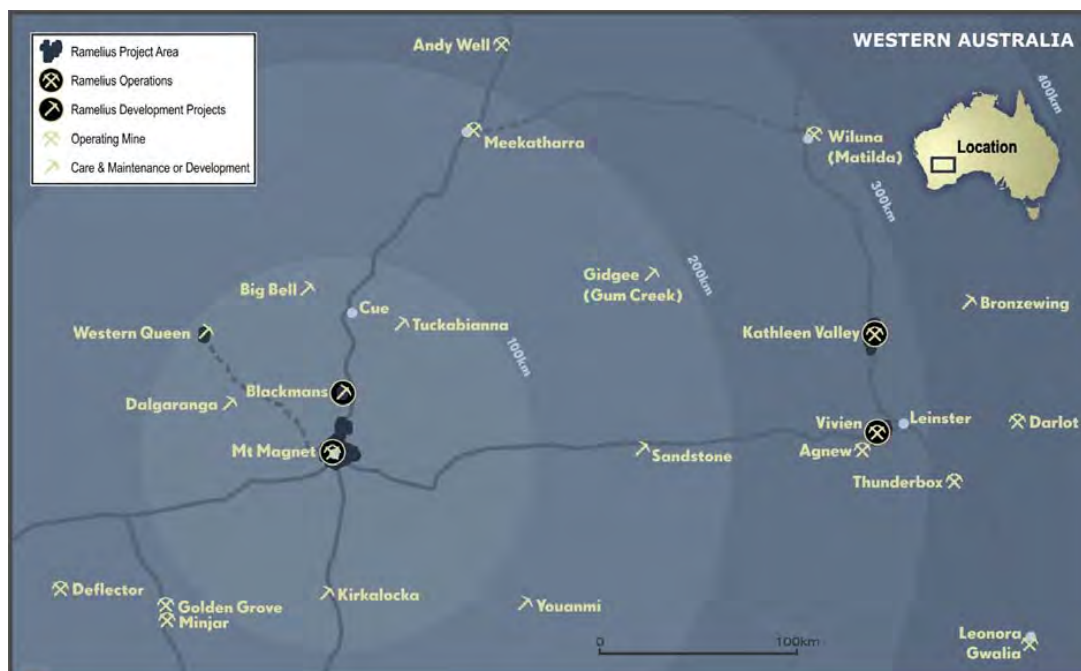 WESTERN AUSTRALIA
Ramelius Project Area
Ramelius Operations
Ramelius Development Projects
Operating Mine
Care & Maintenance or Development
Andy Well
Meekatharra
Wiluna
(Matilda)
400km
Location
300km
200km
100km
Gidgee
(Gum Creek)
Big Bell
Cue
Tuckabianna
Bronzewing
Western Queen
Kathleen Valley
Blackmans
Dalgaranga
Vivien
Leinster
Darlot
Mt Magnet
Sandstone
Agnew
Thunderbox
Deflector
Golden Grove
Minjar
Kirkalocka
Youanmi
0
100km
Leonora
Gwalia